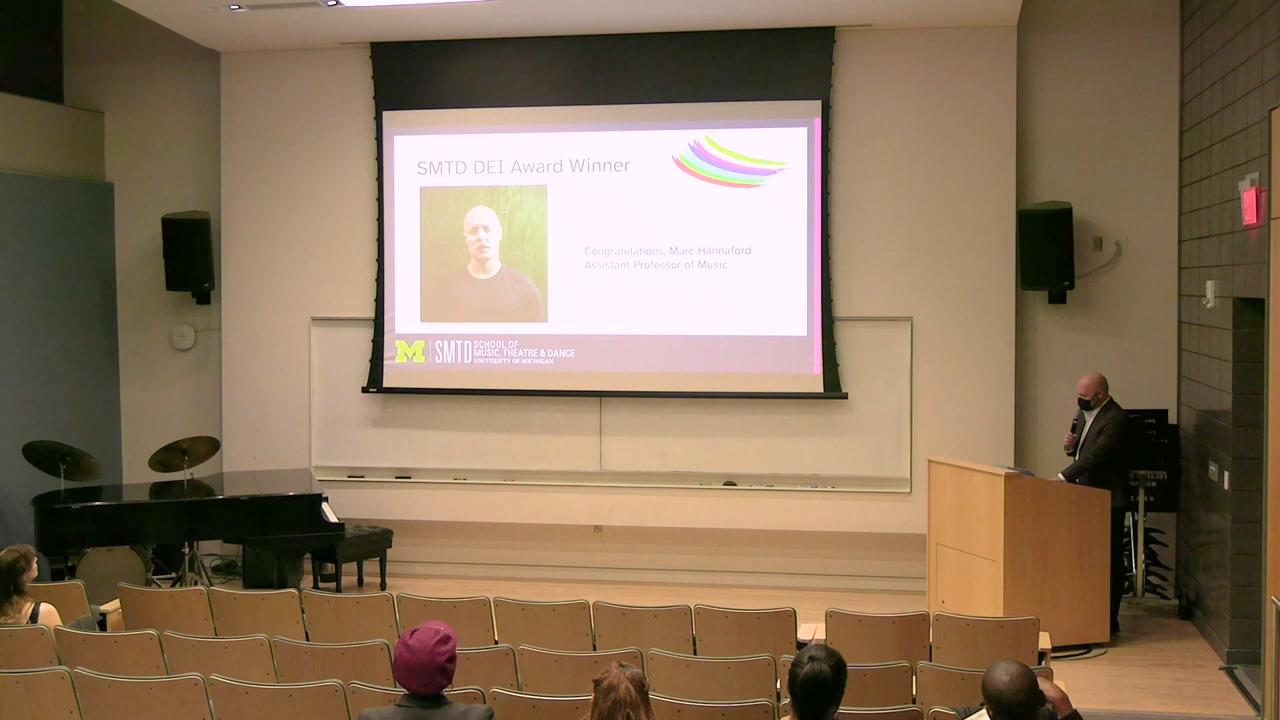 SMTD DEI Award Winner
Congratulations, Marc Hannaford
Assistant Professor of Music
M SMTD SCHOOL OF
MUSIC, THEATRE & DANCE
UNIVERSITY OF MICHIGAN